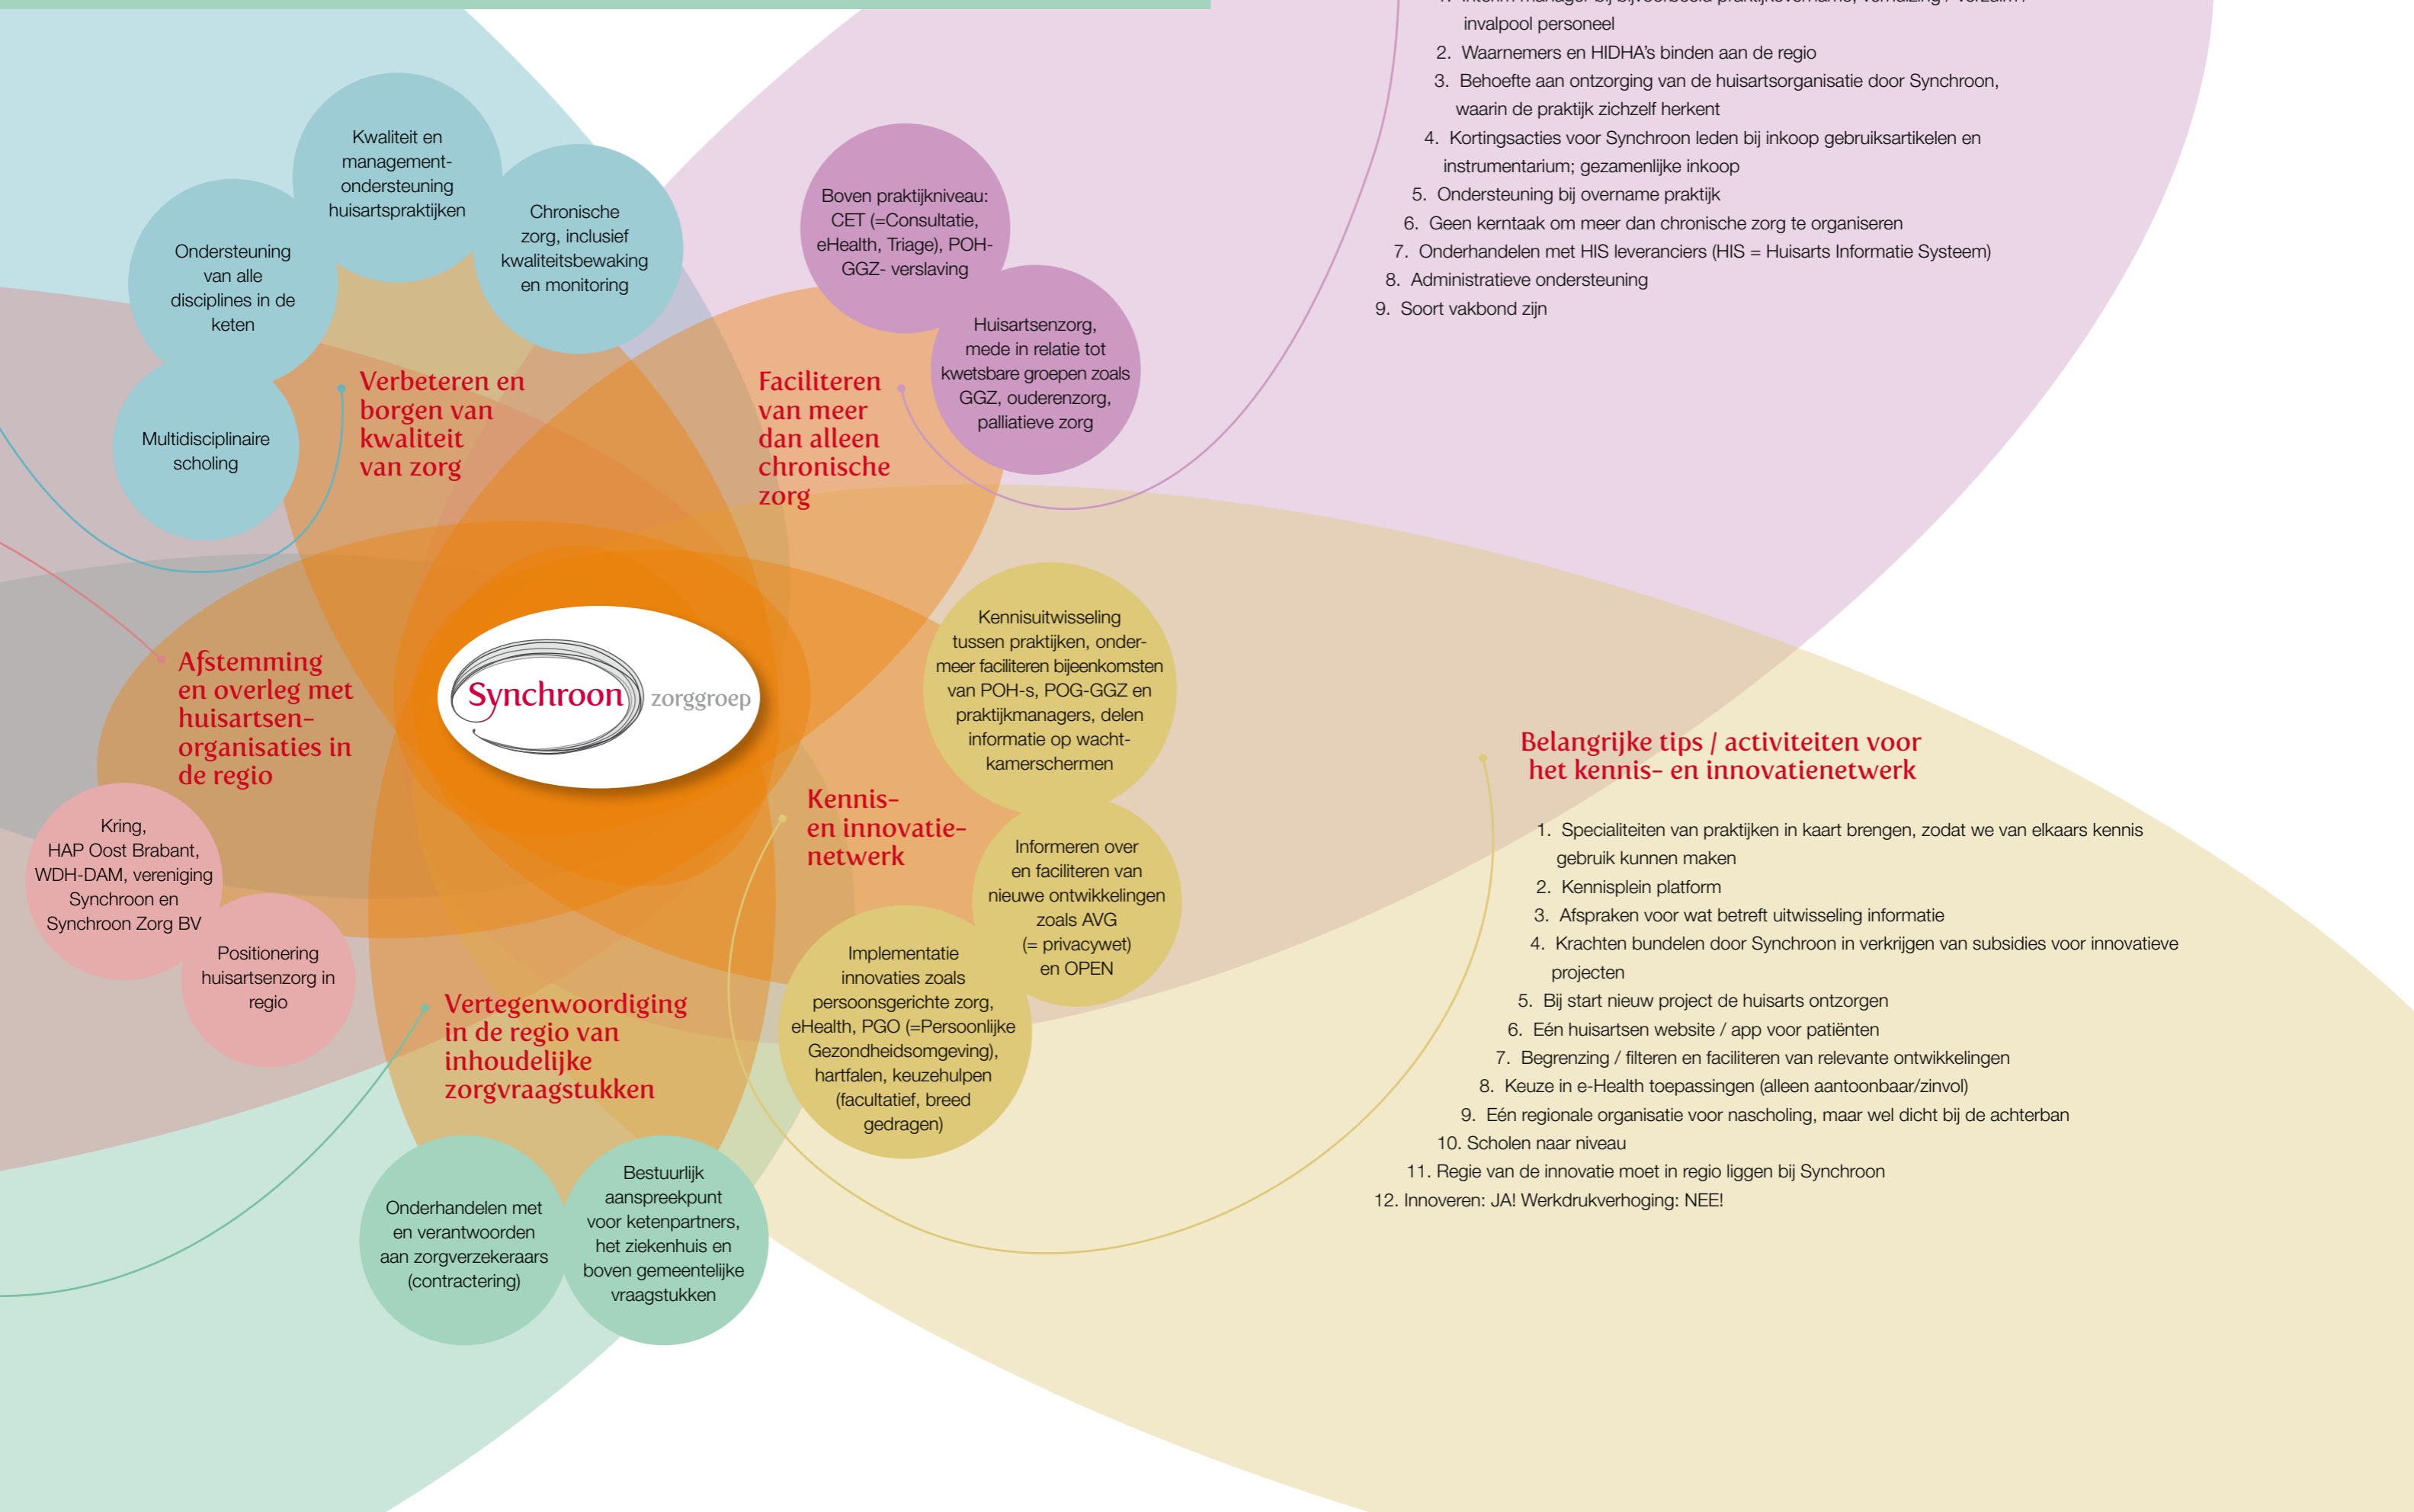 invalpool personeel
2. Waarnemers en HIDHA's binden aan de regio
3. Behoefte aan ontzorging van de huisartsorganisatie door Synchroon,
waarin de praktijk zichzelf herkent
4. Kortingsacties voor Synchroon leden bij inkoop gebruiksartikelen en
instrumentarium; gezamenlijke inkoop
5. Ondersteuning bij overname praktijk
6. Geen kerntaak om meer dan chronische zorg te organiseren
7. Onderhandelen met HIS leveranciers (HIS = Huisarts Informatie Systeem)
8. Administratieve ondersteuning
9. Soort vakbond zijn
Kwaliteit en
management-
ondersteuning
huisartspraktijken
Ondersteuning
van alle
disciplines in de
keten
Chronische
zorg, inclusief
kwaliteitsbewaking
en monitoring
Multidisciplinaire
scholing
Verbeteren en
borgen van
kwaliteit
van zorg
Boven praktijkniveau:
CET (=Consultatie,
eHealth, Triage), POH-
GGZ- verslaving
Huisartsenzorg,
mede in relatie tot
kwetsbare groepen zoals
GGZ, ouderenzorg,
palliatieve zorg
Faciliteren
van meer
dan alleen
chronische
zorg
Synchroon zorggroep
Afstemming
en overleg met
huisartsen-
organisaties in
de regio
Kring,
HAP Oost Brabant,
WDH-DAM, vereniging
Synchroon en
Synchroon Zorg BV
Positionering
huisartsenzorg in
regio
Kennisuitwisseling
tussen praktijken, onder-
meer faciliteren bijeenkomsten
van POH-s, POG-GGZ en
praktijkmanagers, delen
informatie op wacht-
kamerschermen
Kennis-
en innovatie-
netwerk
Informeren over
en faciliteren van
nieuwe ontwikkelingen
zoals AVG
(= privacywet)
en OPEN
Implementatie
innovaties zoals
persoonsgerichte zorg,
eHealth, PGO (=Persoonlijke
Gezondheidsomgeving),
hartfalen, keuzehulpen
(facultatief, breed
gedragen)
Vertegenwoordiging
in de regio van
inhoudelijke
zorgvraagstukken
Onderhandelen met
en verantwoorden
aan zorgverzekeraars
(contractering)
Bestuurlijk
aanspreekpunt
voor ketenpartners,
het ziekenhuis en
boven gemeentelijke
vraagstukken
Belangrijke tips / activiteiten voor
het kennis- en innovatienetwerk
1. Specialiteiten van praktijken in kaart brengen, zodat we van elkaars kennis
gebruik kunnen maken
2. Kennisplein platform
3. Afspraken voor wat betreft uitwisseling informatie
4. Krachten bundelen door Synchroon in verkrijgen van subsidies voor innovatieve
projecten
5. Bij start nieuw project de huisarts ontzorgen
6. Eén huisartsen website / app voor patiënten
7. Begrenzing / filteren en faciliteren van relevante ontwikkelingen
8. Keuze in e-Health toepassingen (alleen aantoonbaar/zinvol)
9. Eén regionale organisatie voor nascholing, maar wel dicht bij de achterban
10. Scholen naar niveau
11. Regie van de innovatie moet in regio liggen bij Synchroon
12. Innoveren: JA! Werkdrukverhoging: NEE!